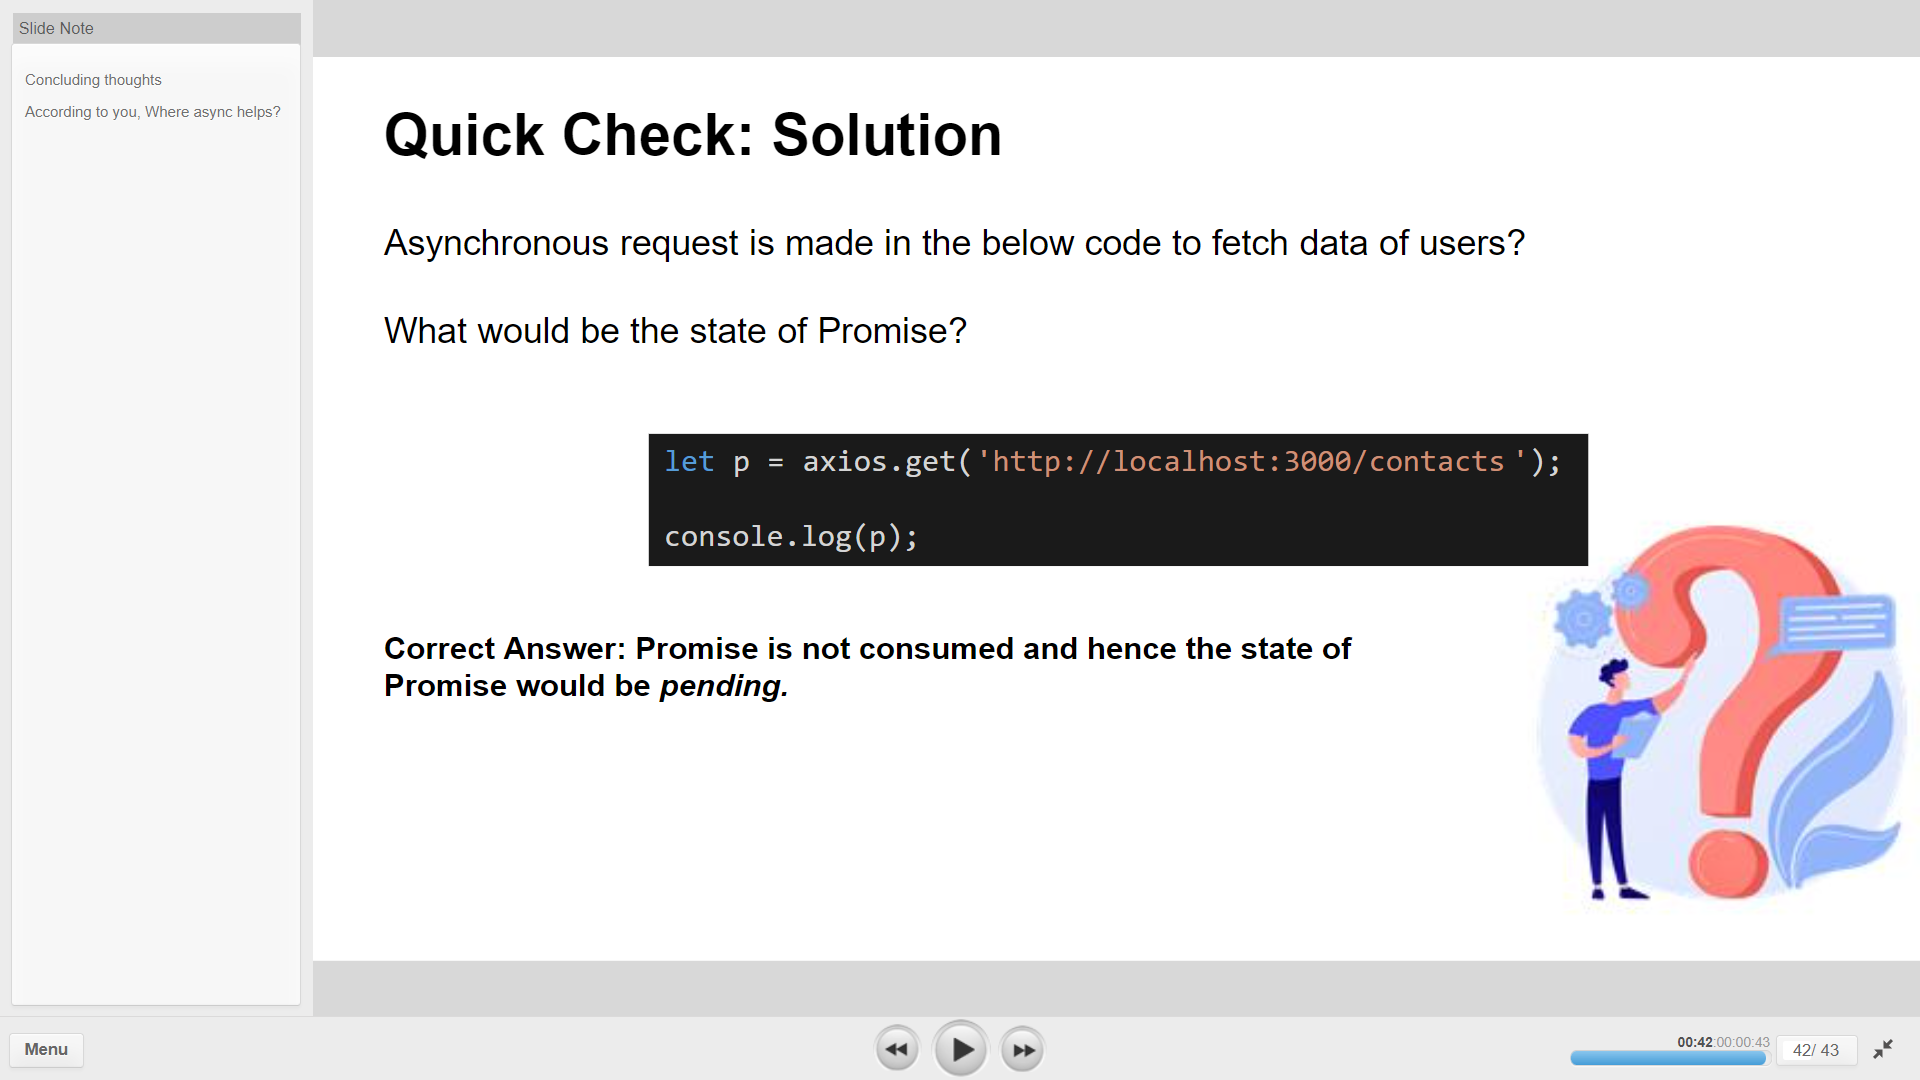 Slide Note
Concluding thoughts
According to you, Where async helps?
Quick Check: Solution
Asynchronous request is made in the below code to fetch data of users?
What would be the state of Promise?
let p = axios.get('http://localhost:3000/contacts ');
console.log(p);
Correct Answer: Promise is not consumed and hence the state of
Promise would be pending.
Menu
00:42:00:00:43
42/ 43